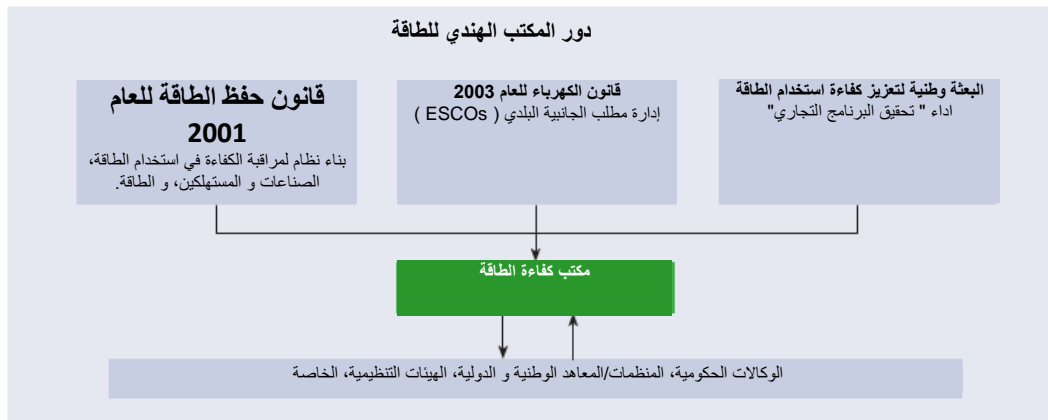 دور المكتب الهندي للطاقة
البعثة وطنية لتعزيز كفاءة استخدام الطاقة
اداء " تحقيق البرنامج التجاري"
قانون الكهرباء للعام 2003
إدارة مطلب الجانبية البلدي ( ESCOs )
قانون حفظ الطاقة للعام
2001
بناء نظام لمراقبة الكفاءة في استخدام الطاقة،
الصناعات و المستهلكين، و الطاقة.
مكتب كفاءة الطاقة
الوكالات الحكومية، المنظمات/المعاهد الوطنية و الدولية، الهيئات التنظيمية، الخاصة